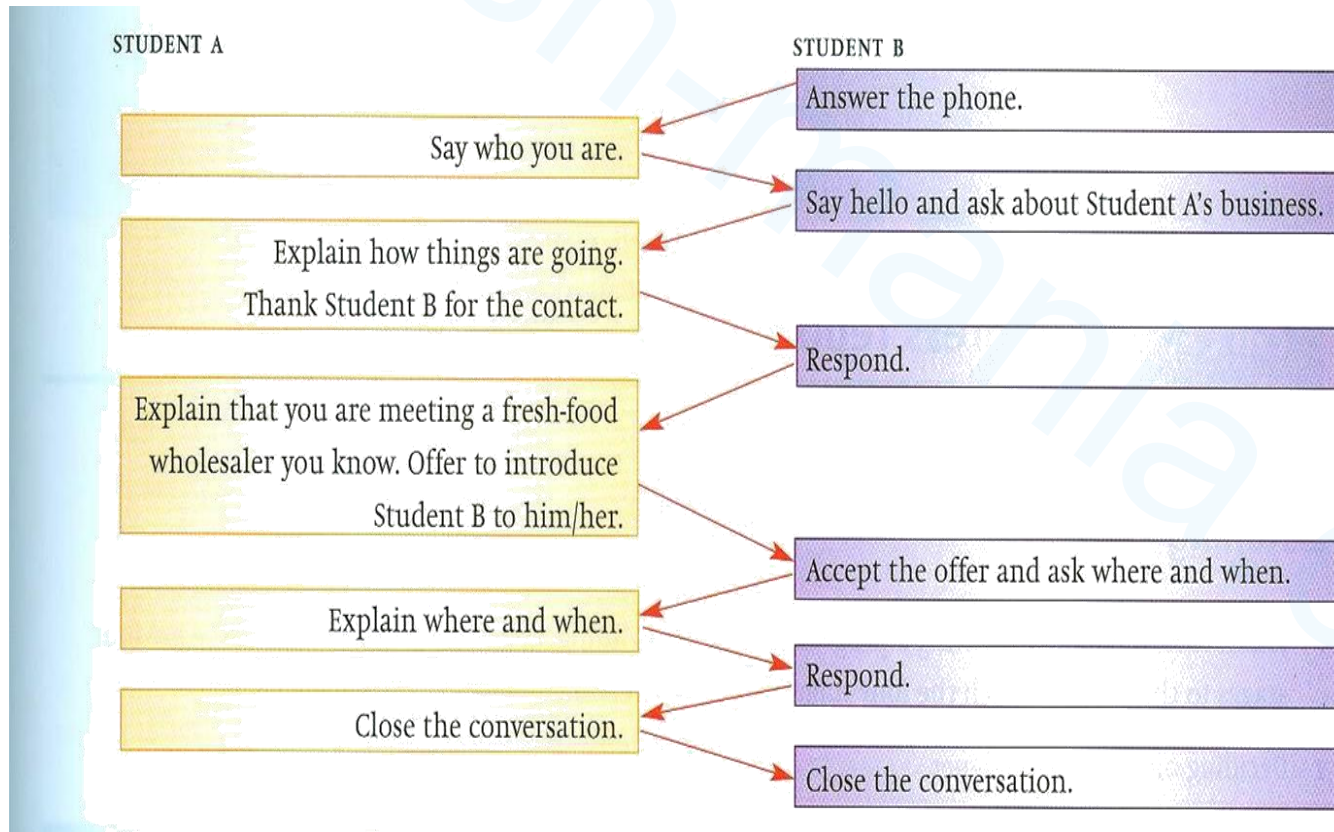 STUDENT A
STUDENT B
Answer the phone.
Say who you are.
Say hello and ask about Student A's business.
Explain how things are going.
Thank Student B for the contact.
Respond.
Explain that you are meeting a fresh-food
wholesaler you know. Offer to introduce
Student B to him/her.
Accept the offer and ask where and when.
Explain where and when.
Respond.
Close the conversation.
Close the conversation.